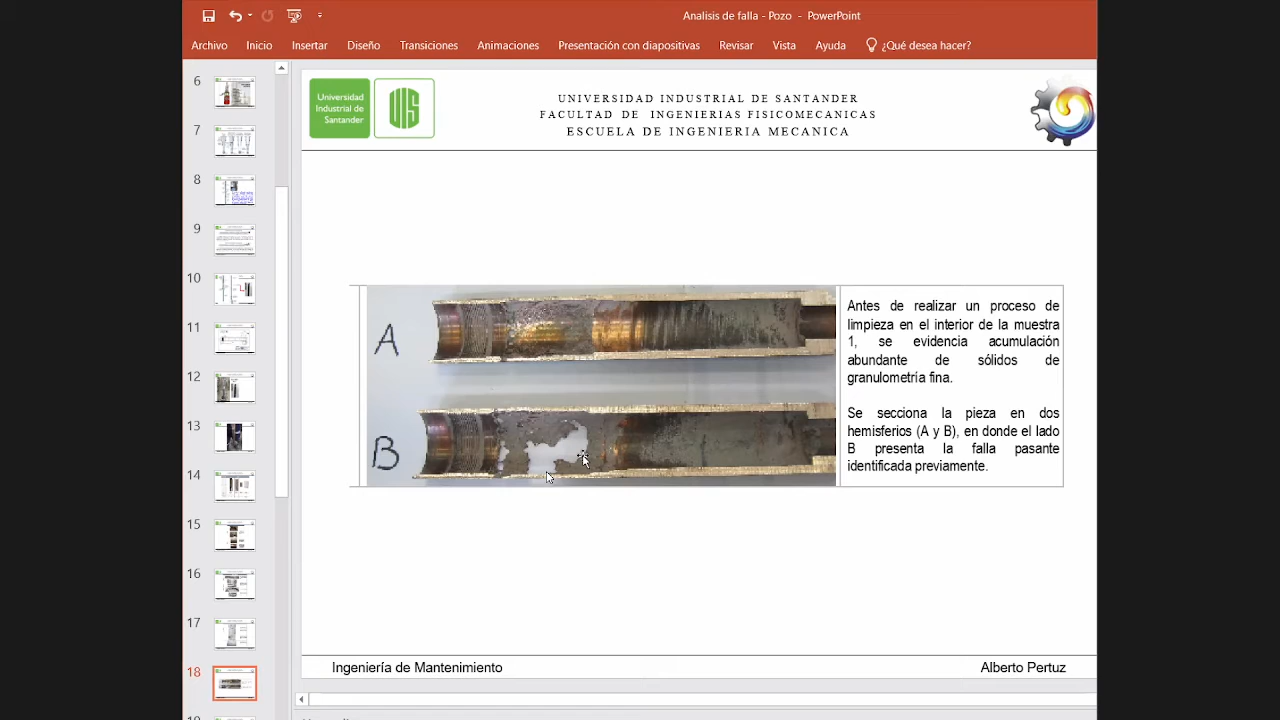 Analisis de falla - Pozo - PowerPoint
Archivo Inicio Insertar Diseño Transiciones Animaciones Presentación con diapositivas Revisar Vista Ayuda ¿Qué desea hacer?
6
7
8
9
10
11
12
13
14
15
16
17
18
Universidad
Industrial de
Santander
UIS
UNIVERSIDAD INDUSTRIAL DE SANTANDER
FACULTAD DE INGENIERIAS FISICOMECANICAS
ESCUELA DE INGENIERIA MECANICA
A
B
Antes de realizar un proceso de
limpieza en el interior de la muestra
1, se evidencia acumulación
abundante de sólidos de
granulometría fina.
Se secciona la pieza en dos
hemisferios (A y B), en donde el lado
B presenta la falla pasante
identificada previamente.
Ingeniería de Mantenimiento
Alberto Pertuz